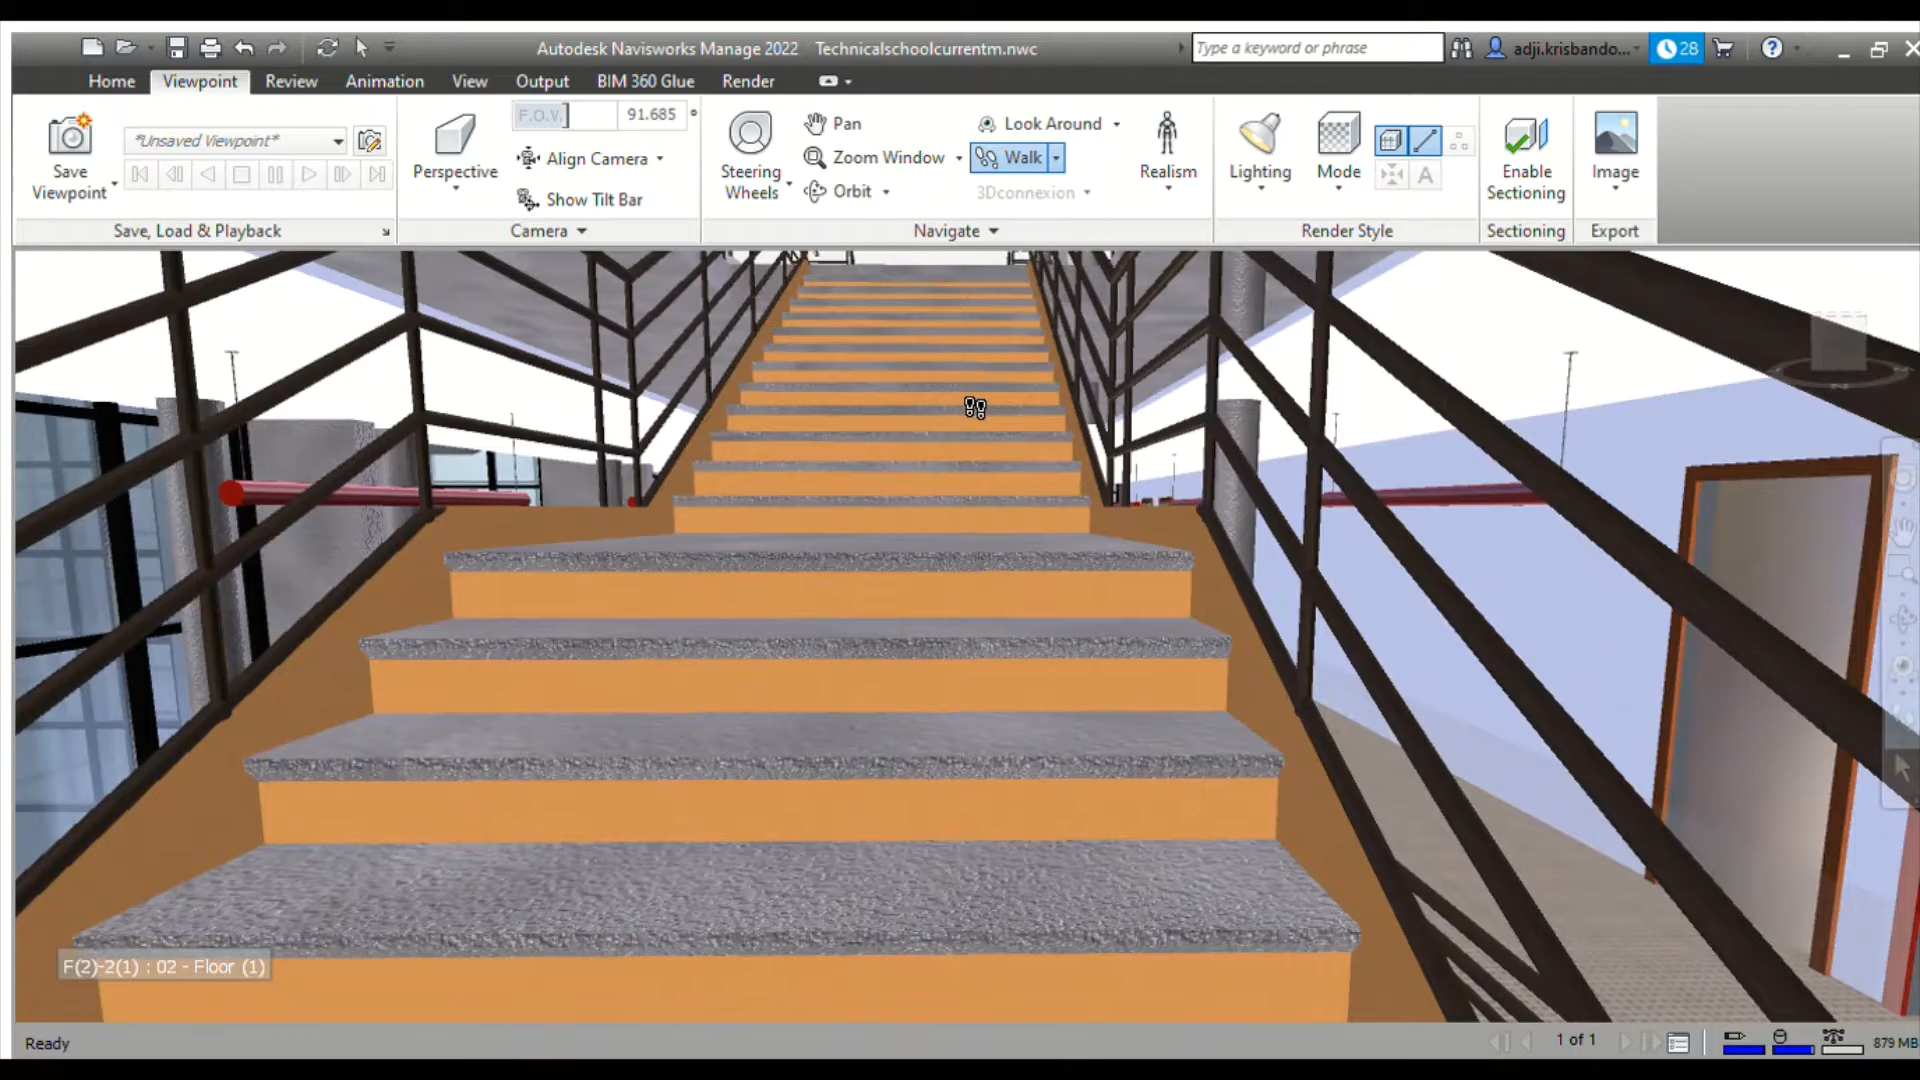 Autodesk Navisworks Manage 2022 Technicalschoolcurrentm.nwc
Type a keyword or phrase
adji.krisbando...
28
Home Viewpoint Review Animation View Output BIM 360 Glue Render
Save Viewpoint
*Unsaved Viewpoint*
Save, Load & Playback
Perspective
F.O.V.
91.685 °
Align Camera
Show Tilt Bar
Camera
Steering Wheels
Pan
Zoom Window
Orbit
Look Around
Walk
3Dconnexion
Realism
Navigate
Lighting
Mode
A
Render Style
Enable Sectioning
Sectioning
Image
Export
F(2)-2(1) : 02 - Floor (1)
Ready
1 of 1
879 MB